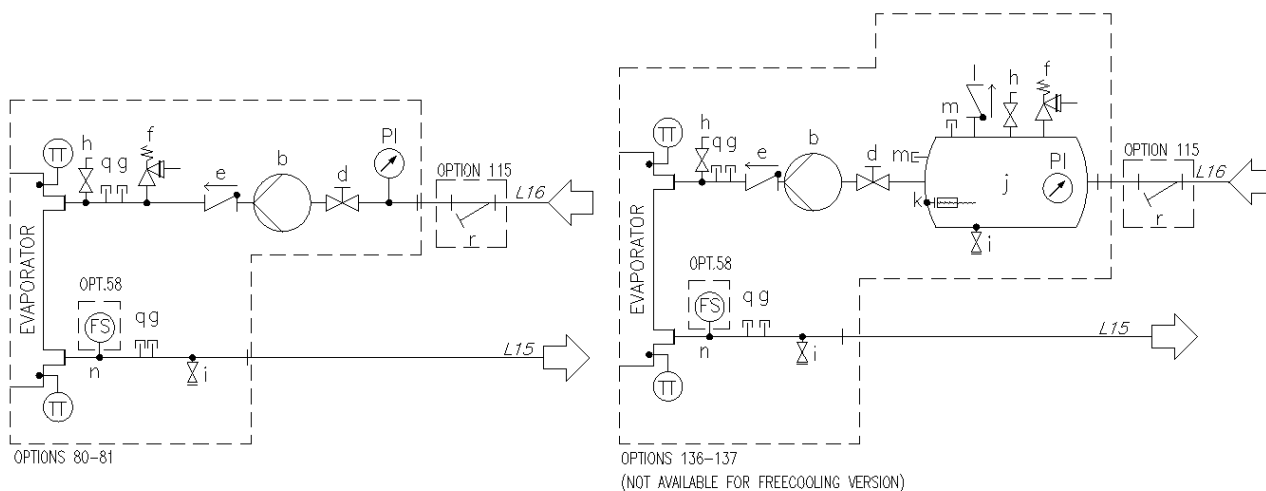 TT
h
q g
f
e
b
d
PI
OPTION 115
L16
r
EVAPORATOR
OPT.58
FS
n
q g
i
L15
TT
OPTIONS 80-81
TT
h
q g
e
b
d
m
m
l
h
f
PI
j
k
i
OPTION 115
L16
r
EVAPORATOR
OPT.58
FS
n
q g
i
L15
TT
OPTIONS 136-137
(NOT AVAILABLE FOR FREECOOLING VERSION)